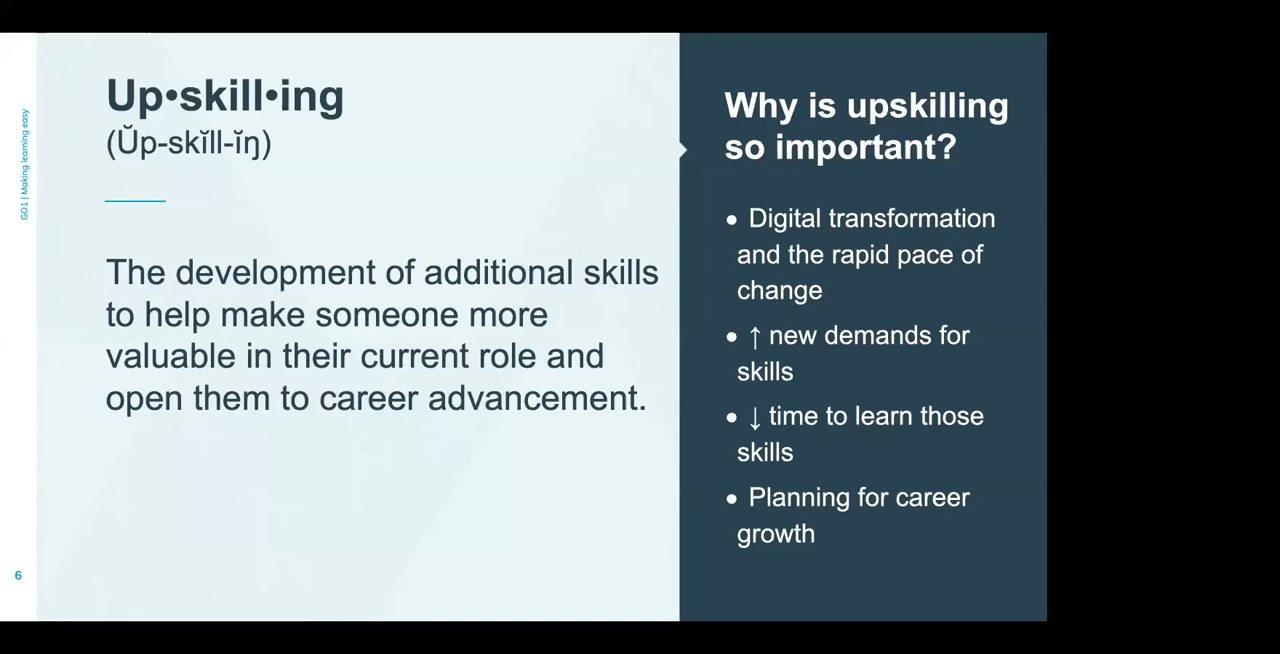 GO1 | Making learning easy
Up•skill•ing
(Ŭp-skĭll-ĭŋ)
The development of additional skills
to help make someone more
valuable in their current role and
open them to career advancement.
6
Why is upskilling
so important?
• Digital transformation
and the rapid pace of
change
• ↑ new demands for
skills
• ↓ time to learn those
skills
• Planning for career
growth